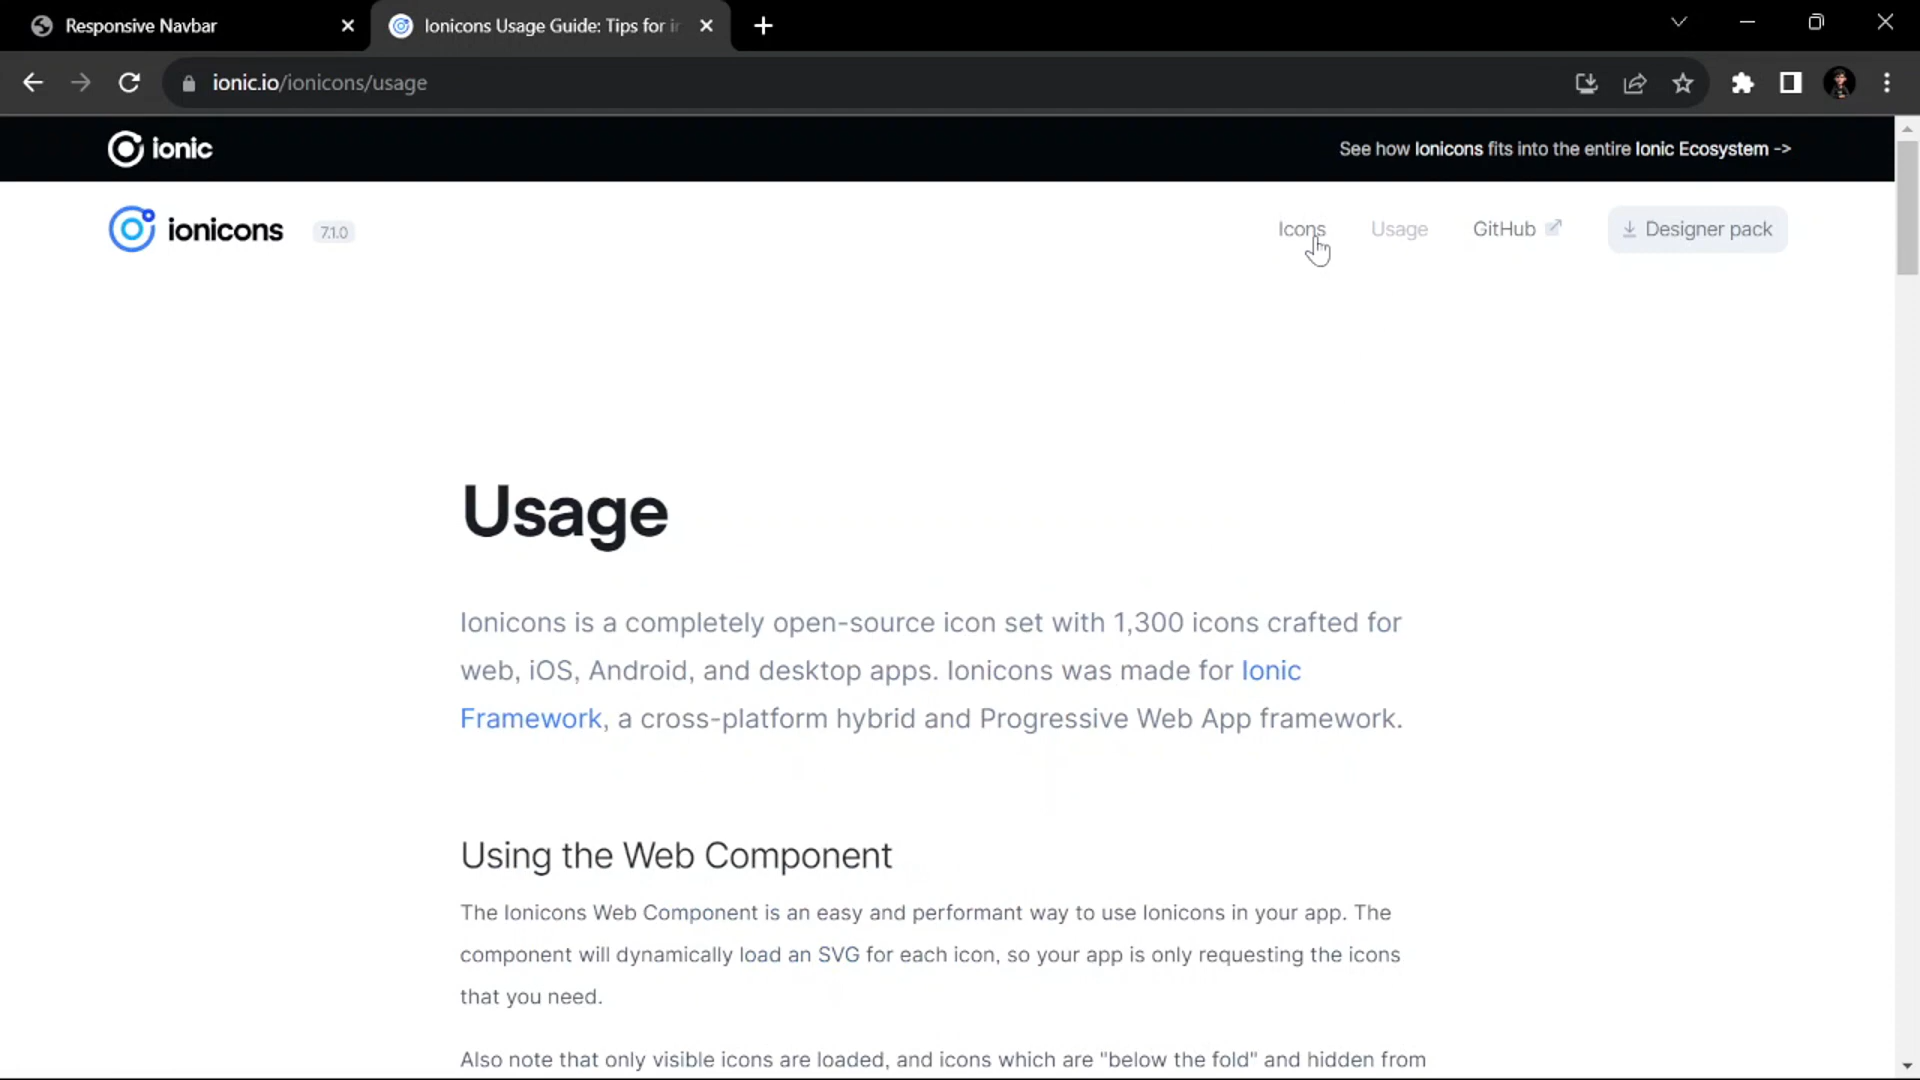 Responsive Navbar
Ionicons Usage Guide: Tips for
ionic.io/ionicons/usage
ionic
See how Ionicons fits into the entire Ionic Ecosystem ->
ionicons
7.1.0
Icons
Usage
GitHub
Designer pack
Usage
Ionicons is a completely open-source icon set with 1,300 icons crafted for
web, iOS, Android, and desktop apps. Ionicons was made for Ionic
Framework, a cross-platform hybrid and Progressive Web App framework.
Using the Web Component
The Ionicons Web Component is an easy and performant way to use Ionicons in your app. The
component will dynamically load an SVG for each icon, so your app is only requesting the icons
that you need.
Also note that only visible icons are loaded, and icons which are "below the fold" and hidden from